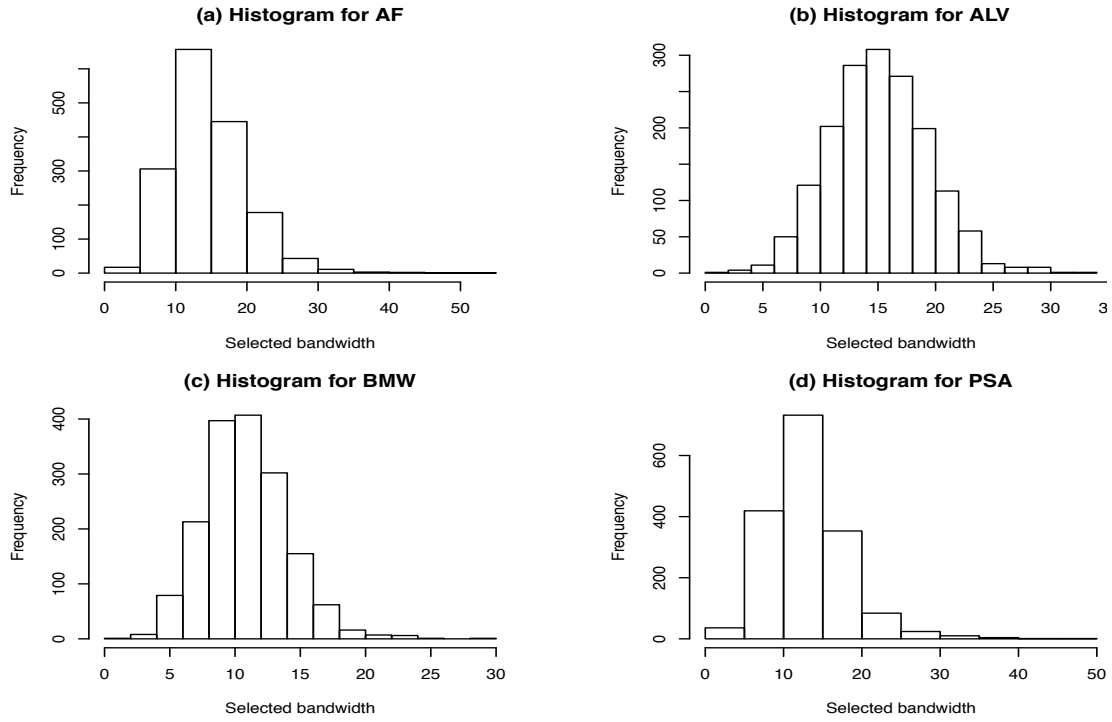 (a) Histogram for AF
Frequency
0 100 300 500
0 10 20 30 40 50
Selected bandwidth
(b) Histogram for ALV
Frequency
0 50 100 200 300
0 5 10 15 20 25 30 3
Selected bandwidth
(c) Histogram for BMW
Frequency
0 100 200 300 400
0 5 10 15 20 25 30
Selected bandwidth
(d) Histogram for PSA
Frequency
0 200 400 600
0 10 20 30 40 50
Selected bandwidth